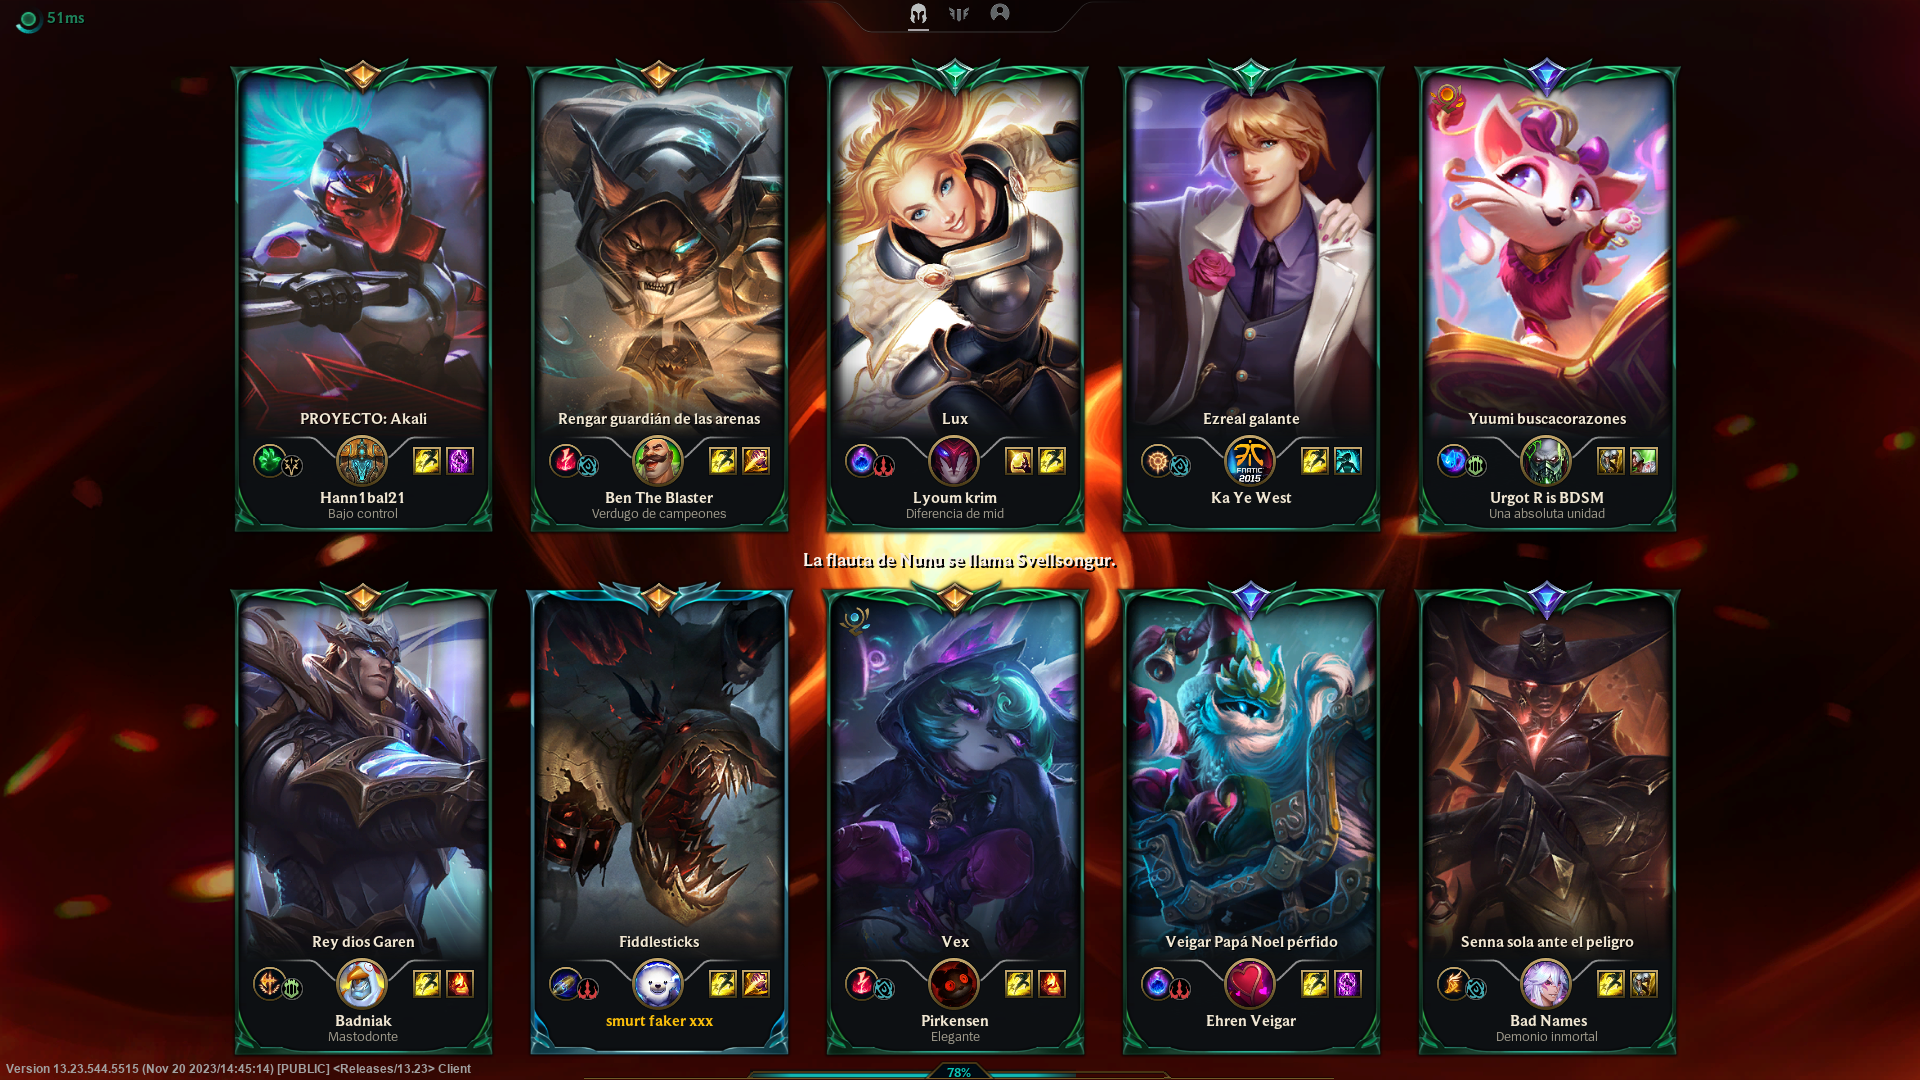 51ms
PROYECTO: Akali
Hann1bal21
Bajo control
Rengar guardián de las arenas
Ben The Blaster
Verdugo de campeones
Lux
Lyoum krim
Diferencia de mid
Ezreal galante
FNATIC
2015
Ka Ye West
Yuumi buscacorazones
Urgot R is BDSM
Una absoluta unidad
La flauta de Nunu se llama Svellsongur.
Rey dios Garen
Badniak
Mastodonte
Fiddlesticks
smurt faker xxx
Vex
Pirkensen
Elegante
Veigar Papá Noel pérfido
Ehren Veigar
Senna sola ante el peligro
Bad Names
Demonio inmortal
Version 13.23.544.5515 (Nov 20 2023/14:45:14) [PUBLIC] <Releases/13.23> Client
78%